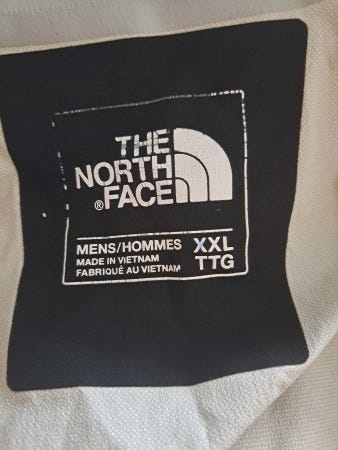 THE
NORTH
®FACE
MENS/HOMMES XXL
MADE IN VIETNAM TTG
FABRIQUÉ AU VIETNAM